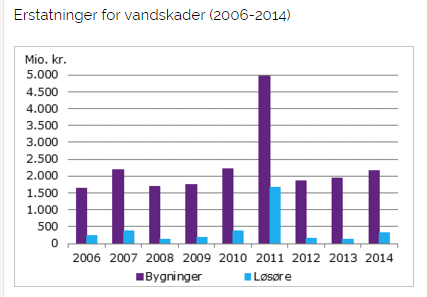 Erstatninger for vandskader (2006-2014)
Mio. kr.
5.000
4.500
4.000
3.500
3.000
2.500
2.000
1.500
1.000
500
0
2006 2007 2008 2009 2010 2011 2012 2013 2014
Bygninger Løsøre